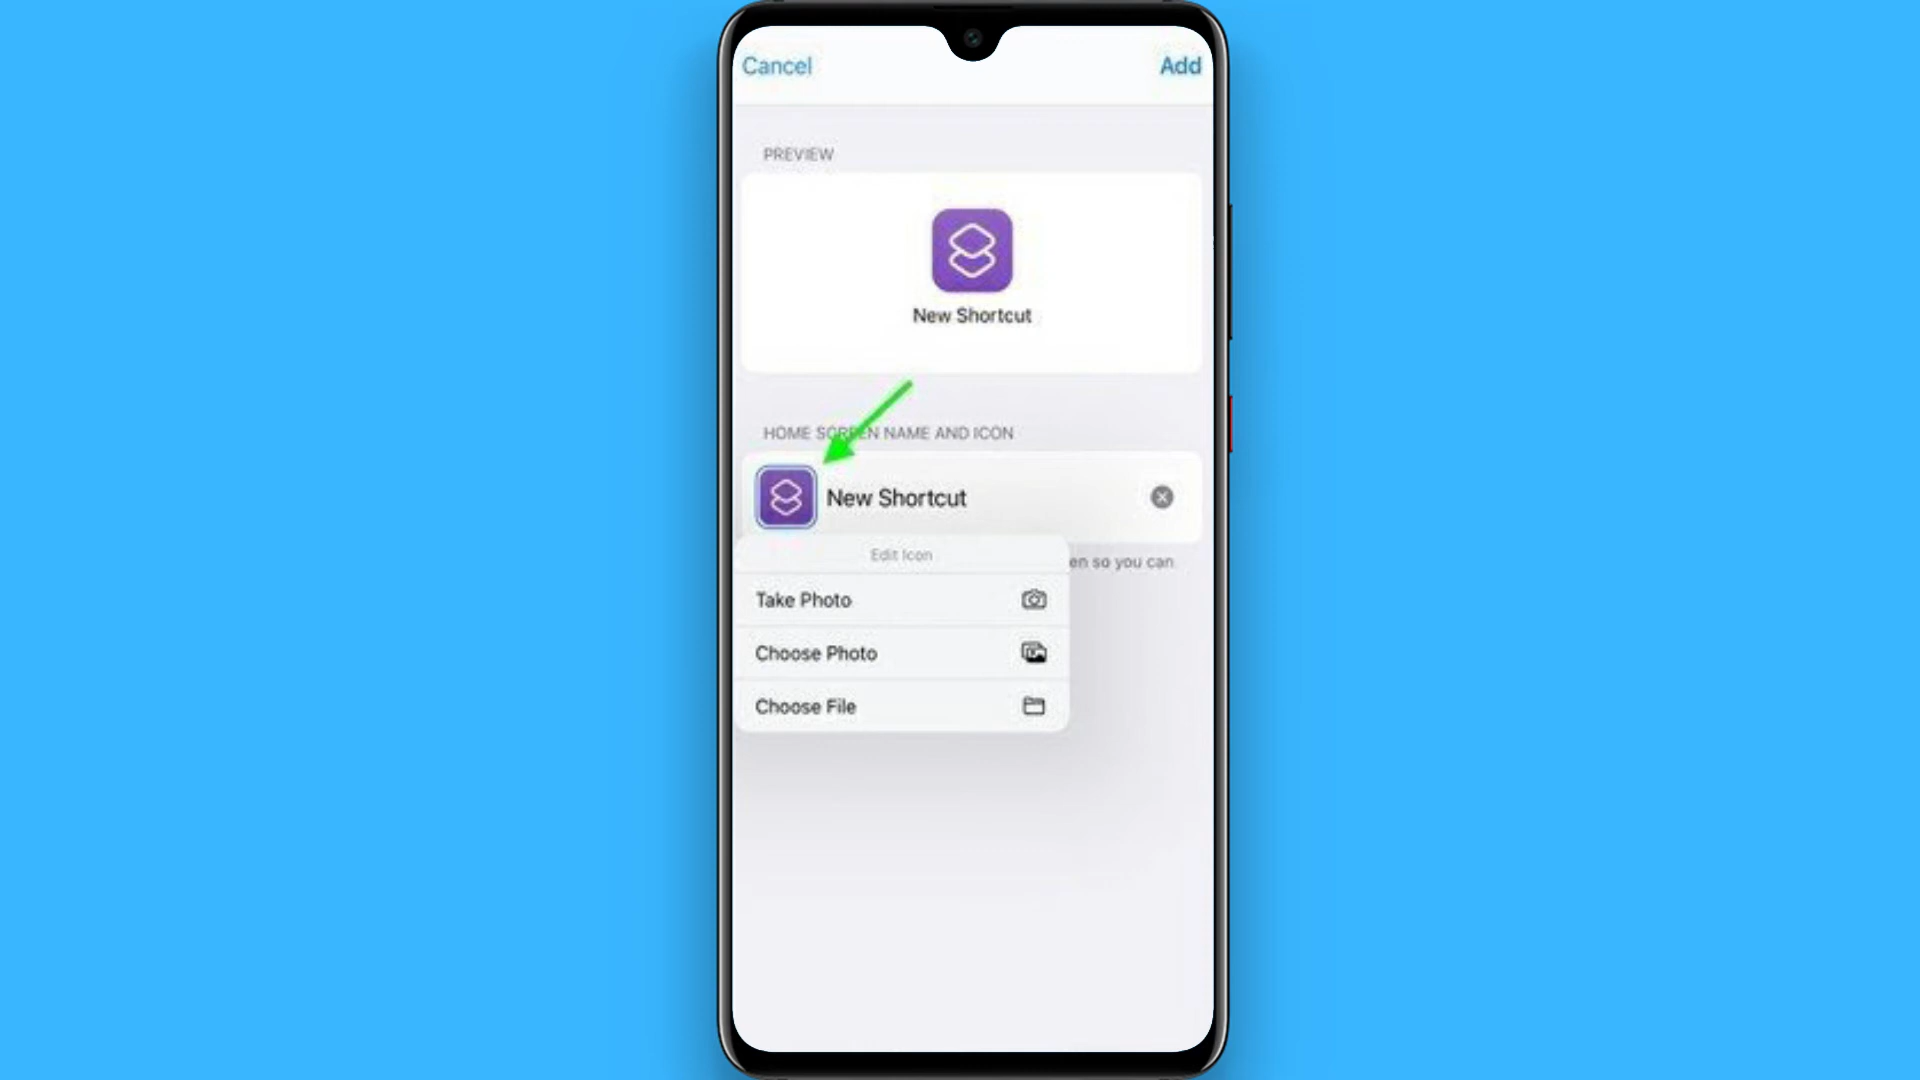 Cancel
Add
PREVIEW
New Shortcut
HOME SCREEN NAME AND ICON
New Shortcut
Edit Icon
en so you can
Take Photo
Choose Photo
Choose File